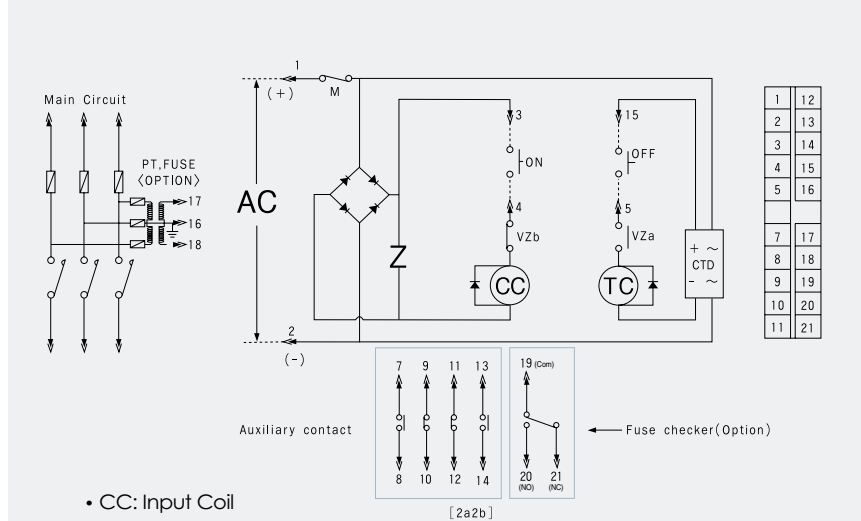 Main Circuit
PT,FUSE
〈OPTION〉
17
16
18
AC
1
(+)
M
2
(-)
Z
3
ON
4
VZb
CC
15
OFF
5
VZa
TC
+ ~
CTD
- ~
1 12
2 13
3 14
4 15
5 16
7 17
8 18
9 19
10 20
11 21
Auxiliary contact
7 9 11 13
8 10 12 14
[2a2b]
19 (Com)
20 21
(NO) (NC)
Fuse checker(Option)
• CC: Input Coil